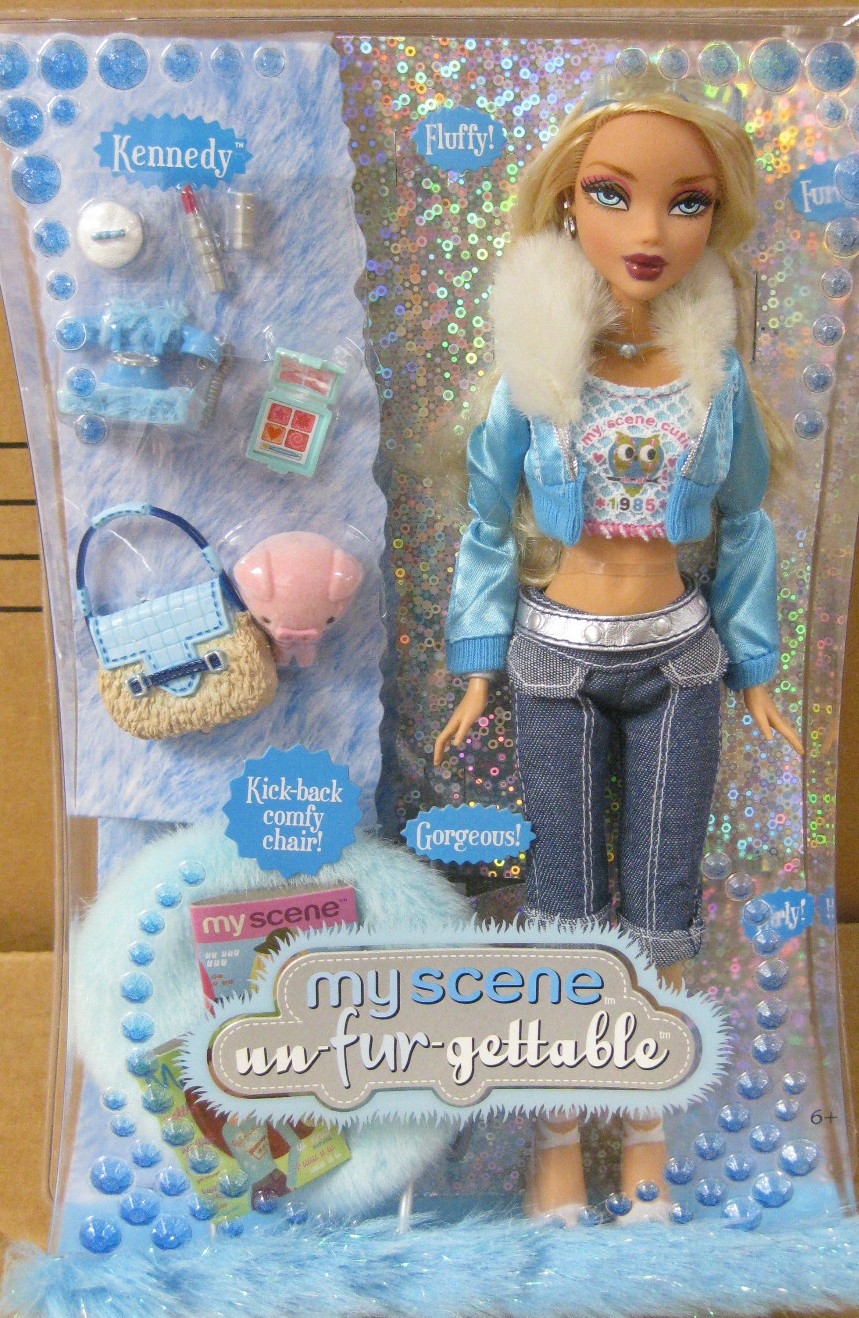 Kennedy™
Fluffy!
Fur
my scene cutie
1985
Kick-back
comfy
chair!
Gorgeous!
rly!
my scene™
my scene™
un-fur-gettable™
6+